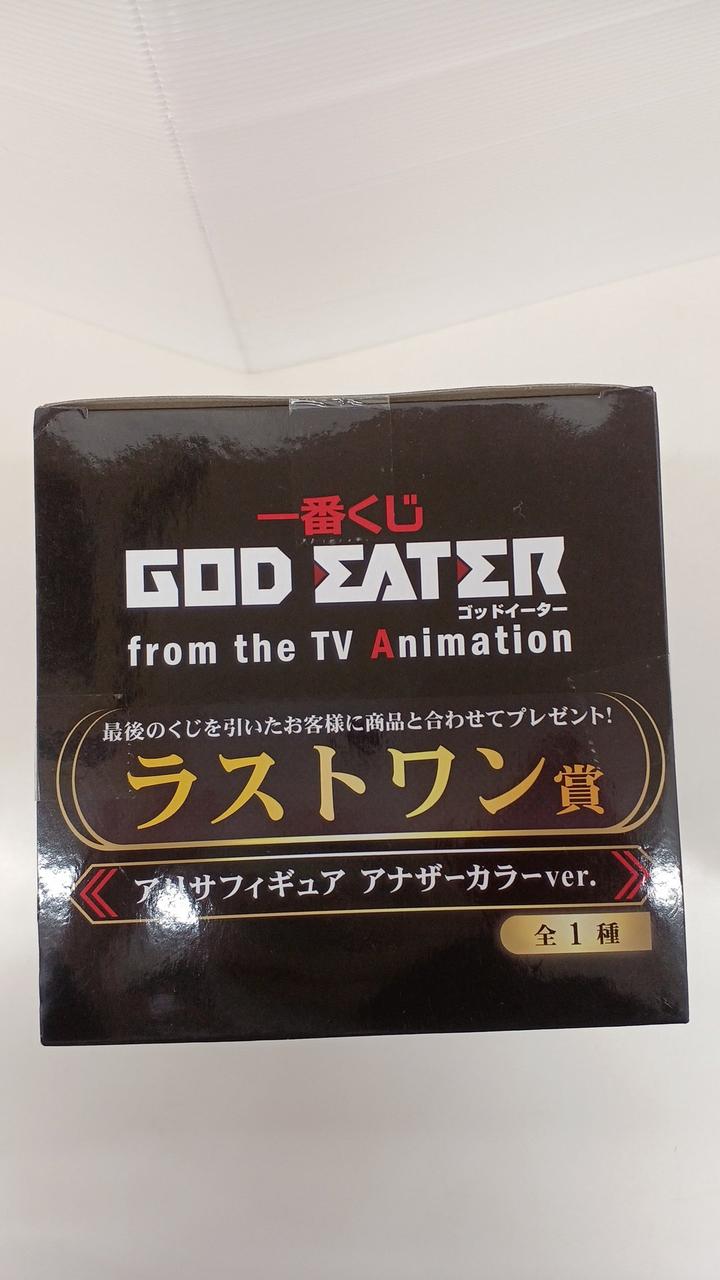 一番くじ
GOD EATER
ゴッドイーター
from the TV Animation
最後のくじを引いたお客様に商品と合わせてプレゼント!
ラストワン賞
アリサフィギュア アナザーカラーver.
全1種